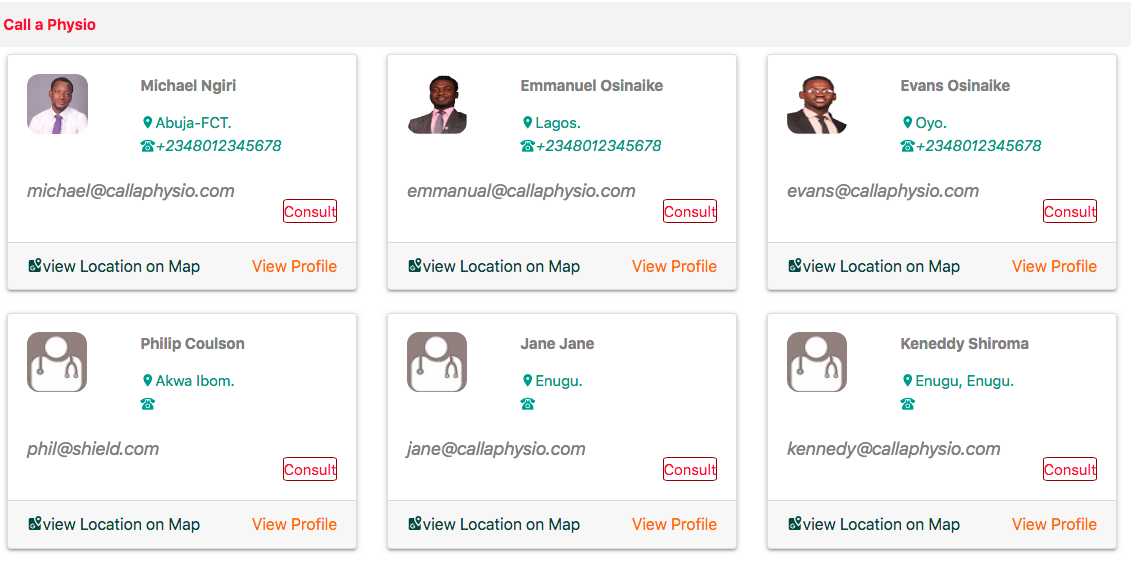 Call a Physio
Michael Ngiri
Abuja-FCT.
+2348012345678
michael@callaphysio.com
Consult
view Location on Map
View Profile
Emmanuel Osinaike
Lagos.
+2348012345678
emmanual@callaphysio.com
Consult
view Location on Map
View Profile
Evans Osinaike
Oyo.
+2348012345678
evans@callaphysio.com
Consult
view Location on Map
View Profile
Philip Coulson
Akwa Ibom.
phil@shield.com
Consult
view Location on Map
View Profile
Jane Jane
Enugu.
jane@callaphysio.com
Consult
view Location on Map
View Profile
Keneddy Shiroma
Enugu, Enugu.
kennedy@callaphysio.com
Consult
view Location on Map
View Profile